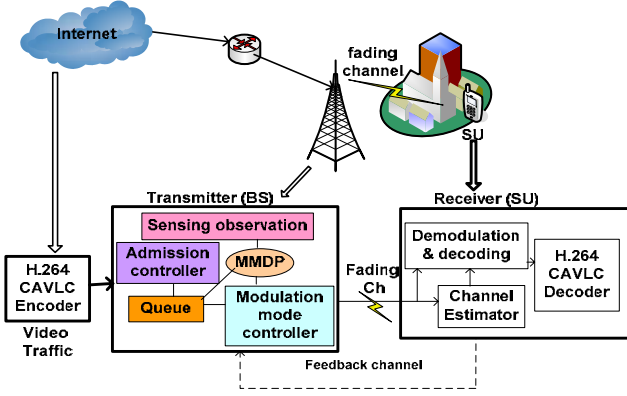 Internet
fading
channel
SU
Transmitter (BS)
Receiver (SU)
Sensing observation
Admission
controller
MMDP
Queue
Modulation
mode
controller
H.264
CAVLC
Encoder
Video
Traffic
Fading
Ch
Demodulation
& decoding
Channel
Estimator
H.264
CAVLC
Decoder
Feedback channel